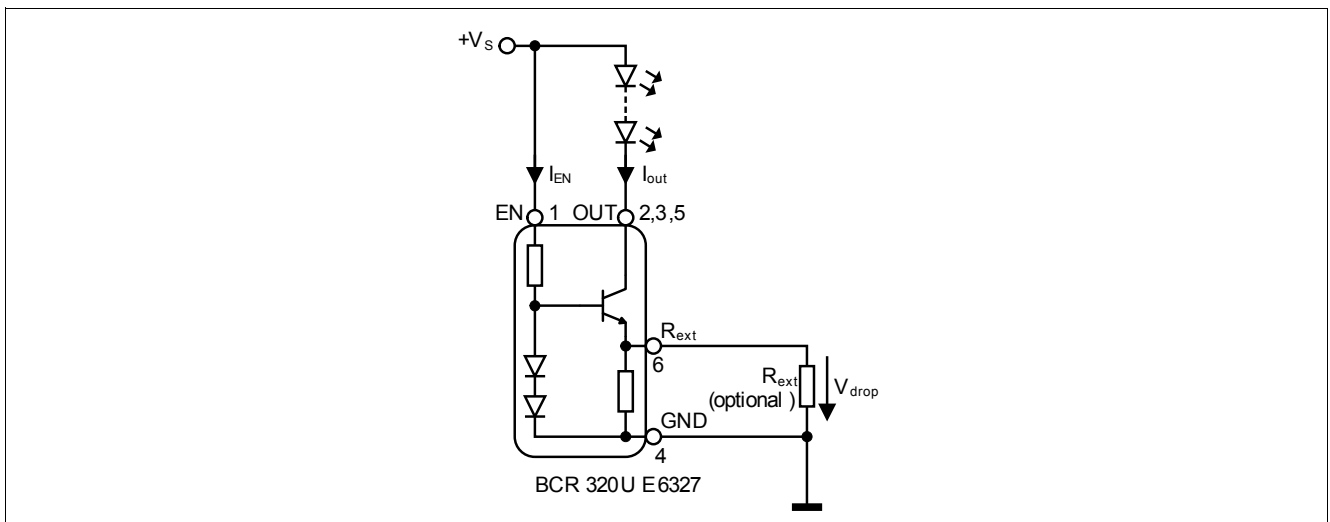 +VS
IEN
Iout
EN 1 OUT 2,3,5
Rext
6
Rext
(optional )
Vdrop
GND
4
BCR 320U E6327